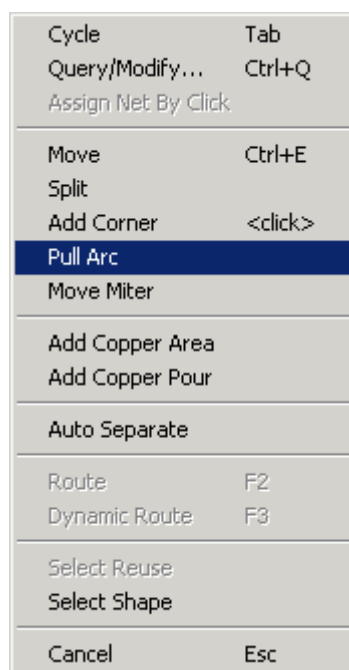 Cycle Tab
Query/Modify... Ctrl+Q
Assign Net By Click
Move Ctrl+E
Split
Add Corner <click>
Pull Arc
Move Miter
Add Copper Area
Add Copper Pour
Auto Separate
Route F2
Dynamic Route F3
Select Reuse
Select Shape
Cancel Esc